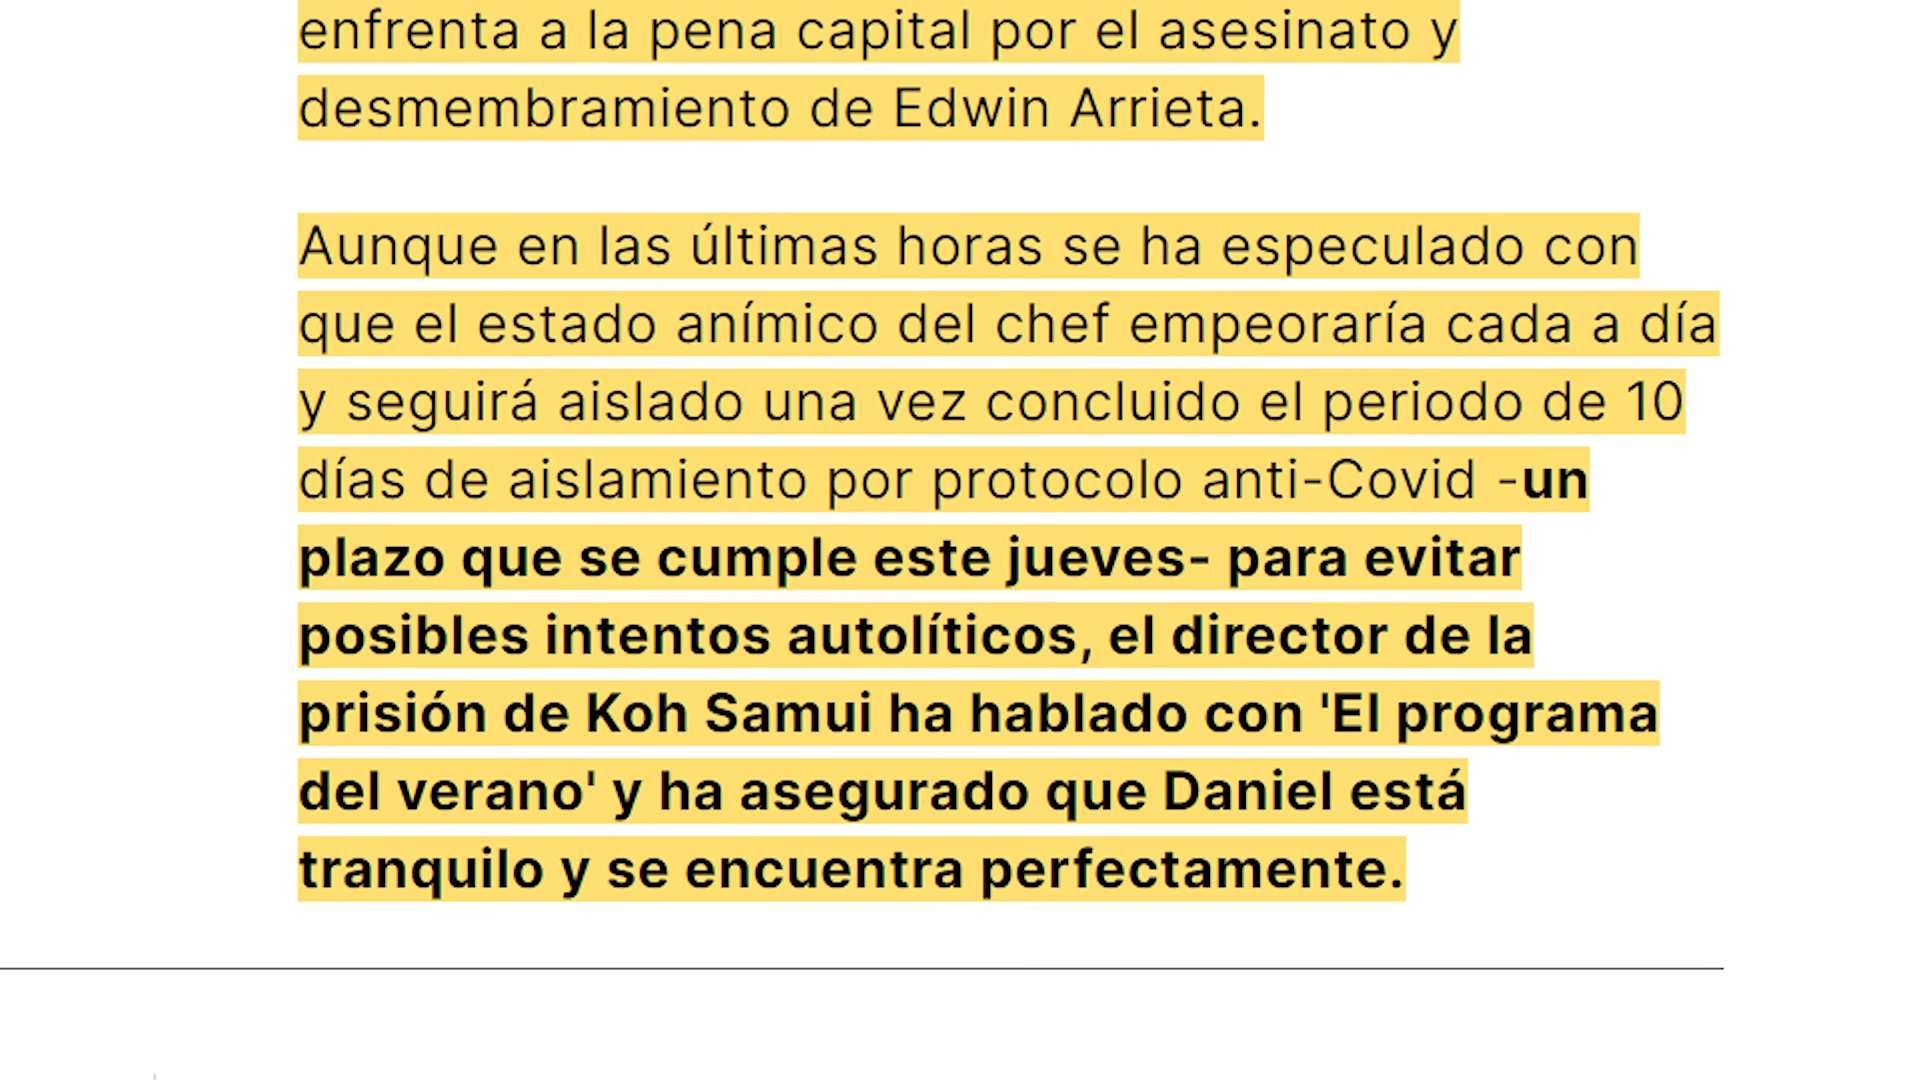 enfrenta a la pena capital por el asesinato y
desmembramiento de Edwin Arrieta.
Aunque en las últimas horas se ha especulado con
que el estado anímico del chef empeoraría cada a día
y seguirá aislado una vez concluido el periodo de 10
días de aislamiento por protocolo anti-Covid -un
plazo que se cumple este jueves- para evitar
posibles intentos autolíticos, el director de la
prisión de Koh Samui ha hablado con 'El programa
del verano' y ha asegurado que Daniel está
tranquilo y se encuentra perfectamente.